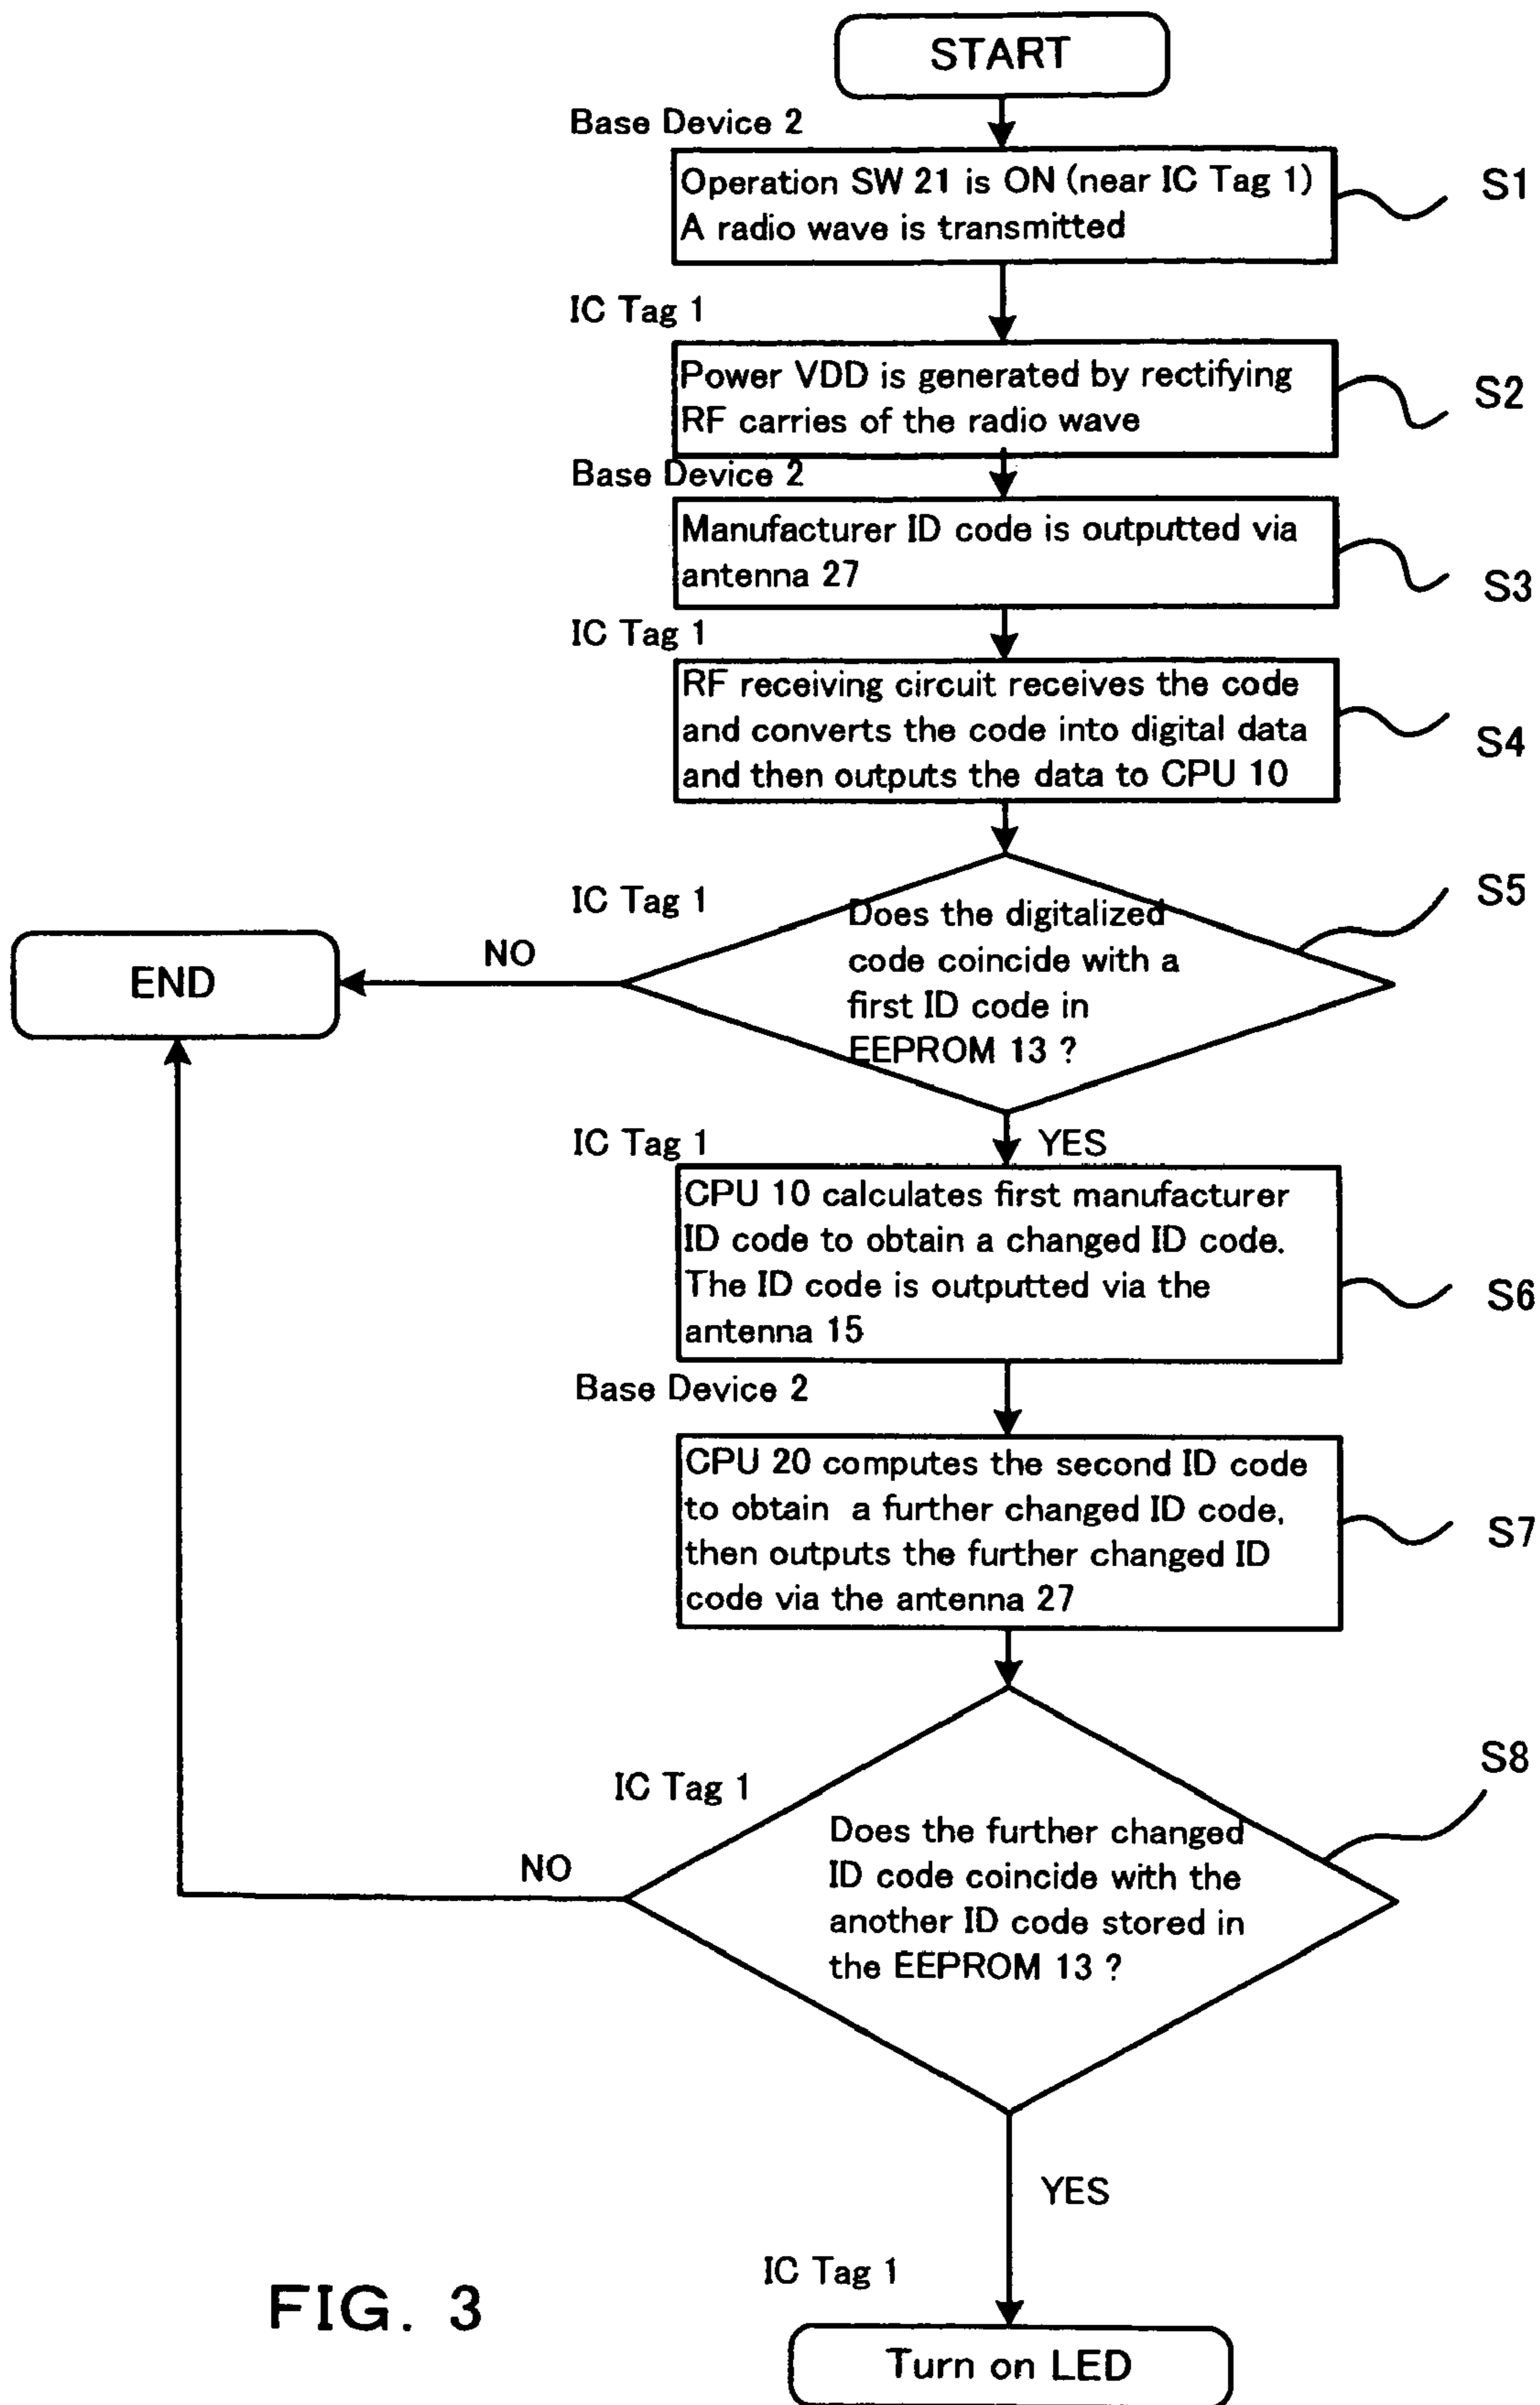 START
Base Device 2
Operation SW 21 is ON (near IC Tag 1)
A radio wave is transmitted
S1
IC Tag 1
Power VDD is generated by rectifying
RF carries of the radio wave
S2
Base Device 2
Manufacturer ID code is outputted via
antenna 27
S3
IC Tag 1
RF receiving circuit receives the code
and converts the code into digital data
and then outputs the data to CPU 10
S4
IC Tag 1
Does the digitalized
code coincide with a
first ID code in
EEPROM 13 ?
S5
NO
END
YES
IC Tag 1
CPU 10 calculates first manufacturer
ID code to obtain a changed ID code.
The ID code is outputted via the
antenna 15
S6
Base Device 2
CPU 20 computes the second ID code
to obtain a further changed ID code,
then outputs the further changed ID
code via the antenna 27
S7
IC Tag 1
Does the further changed
ID code coincide with the
another ID code stored in
the EEPROM 13 ?
S8
NO
YES
IC Tag 1
Turn on LED
FIG. 3